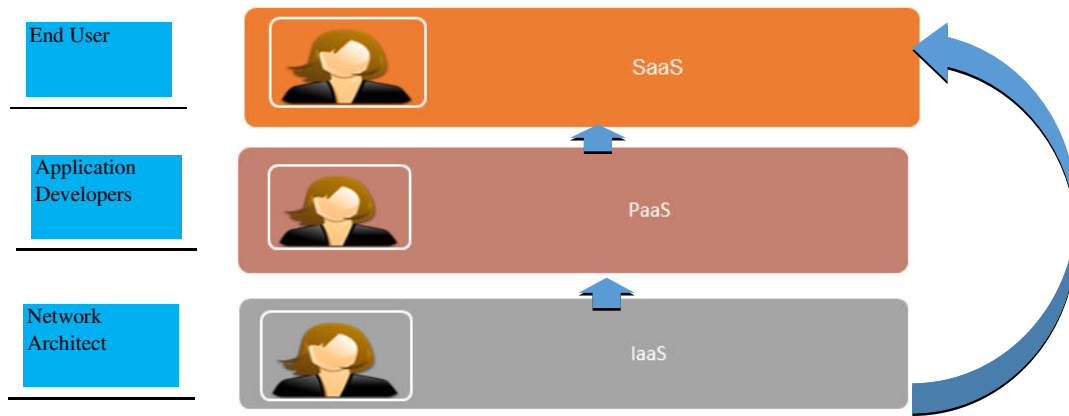 End User
SaaS
Application
Developers
PaaS
Network
Architect
IaaS